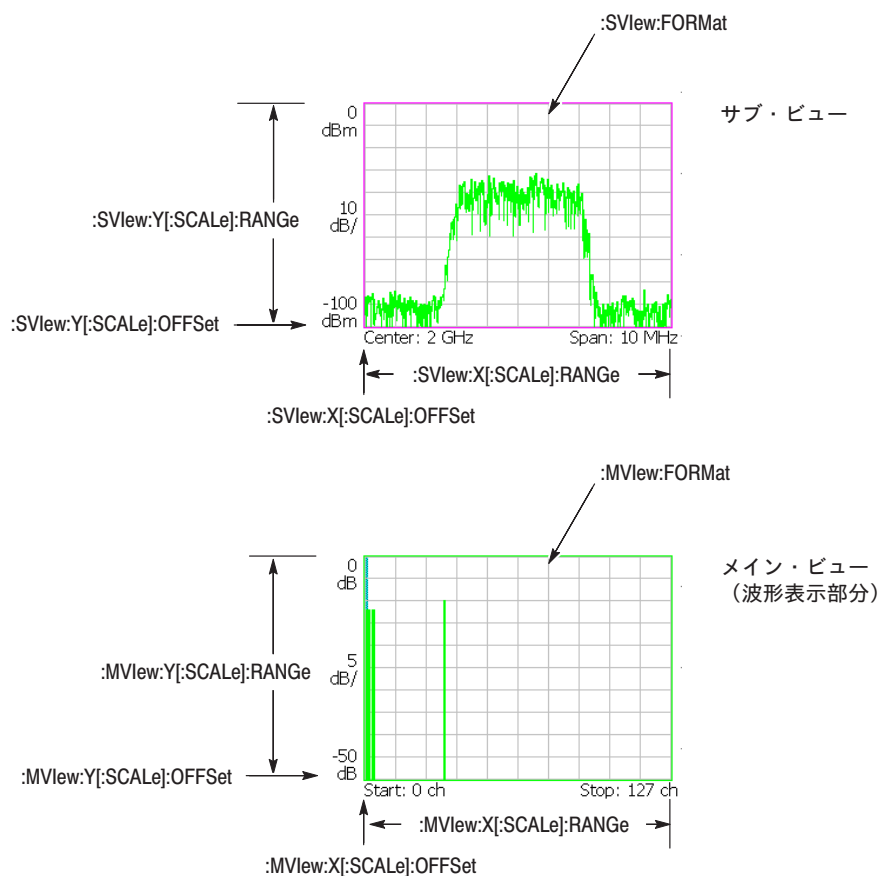 :SVIew:FORMat
サブ・ビュー
0
dBm
:SVIew:Y[:SCALe]:RANGe
10
dB/
-100
dBm
:SVIew:Y[:SCALe]:OFFSet
Center: 2 GHz
Span: 10 MHz
:SVIew:X[:SCALe]:RANGe
:SVIew:X[:SCALe]:OFFSet
:MVIew:FORMat
メイン・ビュー
（波形表示部分）
0
dB
:MVIew:Y[:SCALe]:RANGe
5
dB/
-50
dB
:MVIew:Y[:SCALe]:OFFSet
Start: 0 ch
Stop: 127 ch
:MVIew:X[:SCALe]:RANGe
:MVIew:X[:SCALe]:OFFSet